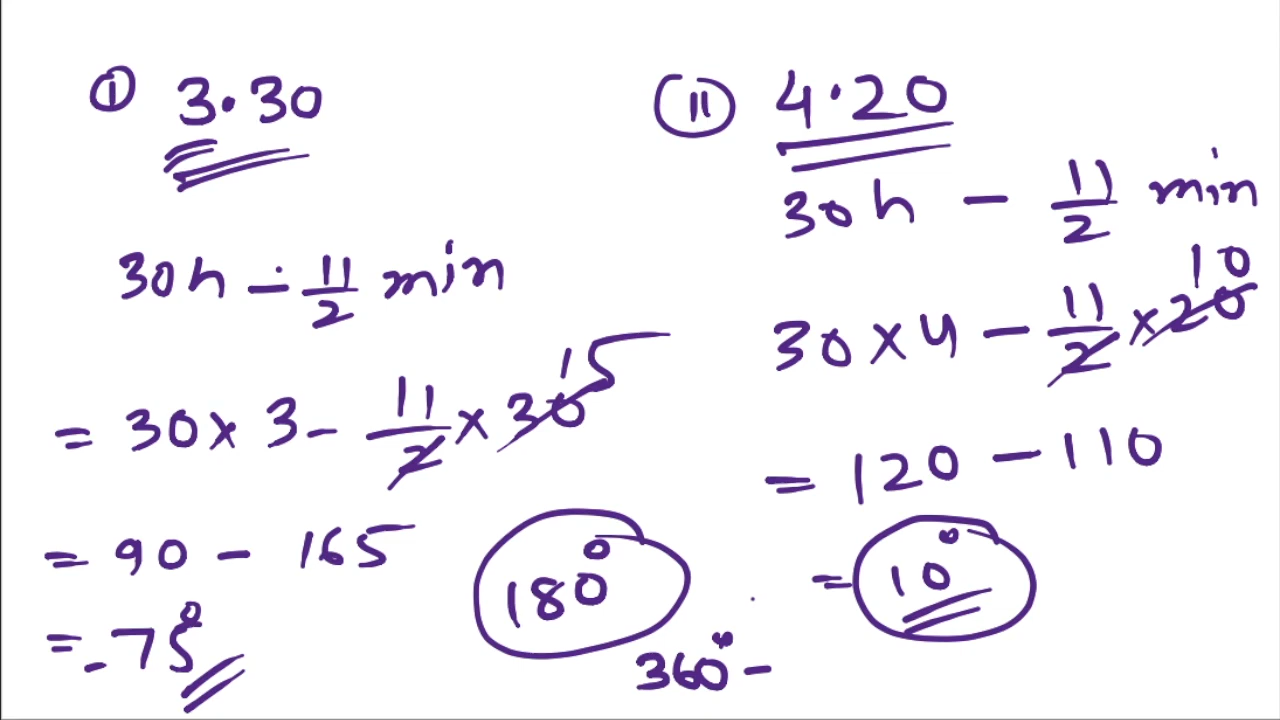 ① 3.30
30h - 11/2 min
= 30 × 3 - 11/2 × 30 15
= 90 - 165
= -75°
180°
360° -
(ii) 4.20
30h - 11/2 min
30 × 4 - 11/2 × 20 10
= 120 - 110
= 10°